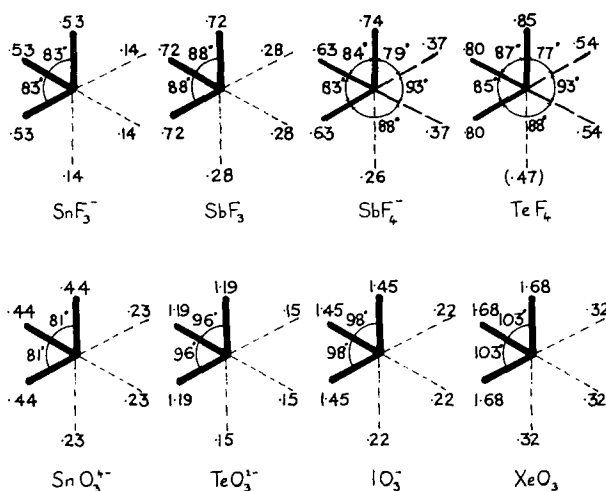 .53 .72 .74 .85
.53 83° .14 .72 88° .28 .63 84° 79° .37 .80 87° 77° .54
83° 88° 83° 93° 85° 93°
.53 .14 .72 .28 .63 88° .37 .80 88° .54
.14 .28 .26 (.47)
SnF₃⁻ SbF₃ SbF₄⁻ TeF₄
.44 1.19 1.45 1.68
.44 81° .23 1.19 96° .15 1.45 98° .22 1.68 103° .32
81° 96° 98° 103°
.44 .23 1.19 .15 1.45 .22 1.68 .32
.23 .15 .22 .32
SnO₃⁴⁻ TeO₃²⁻ IO₃⁻ XeO₃